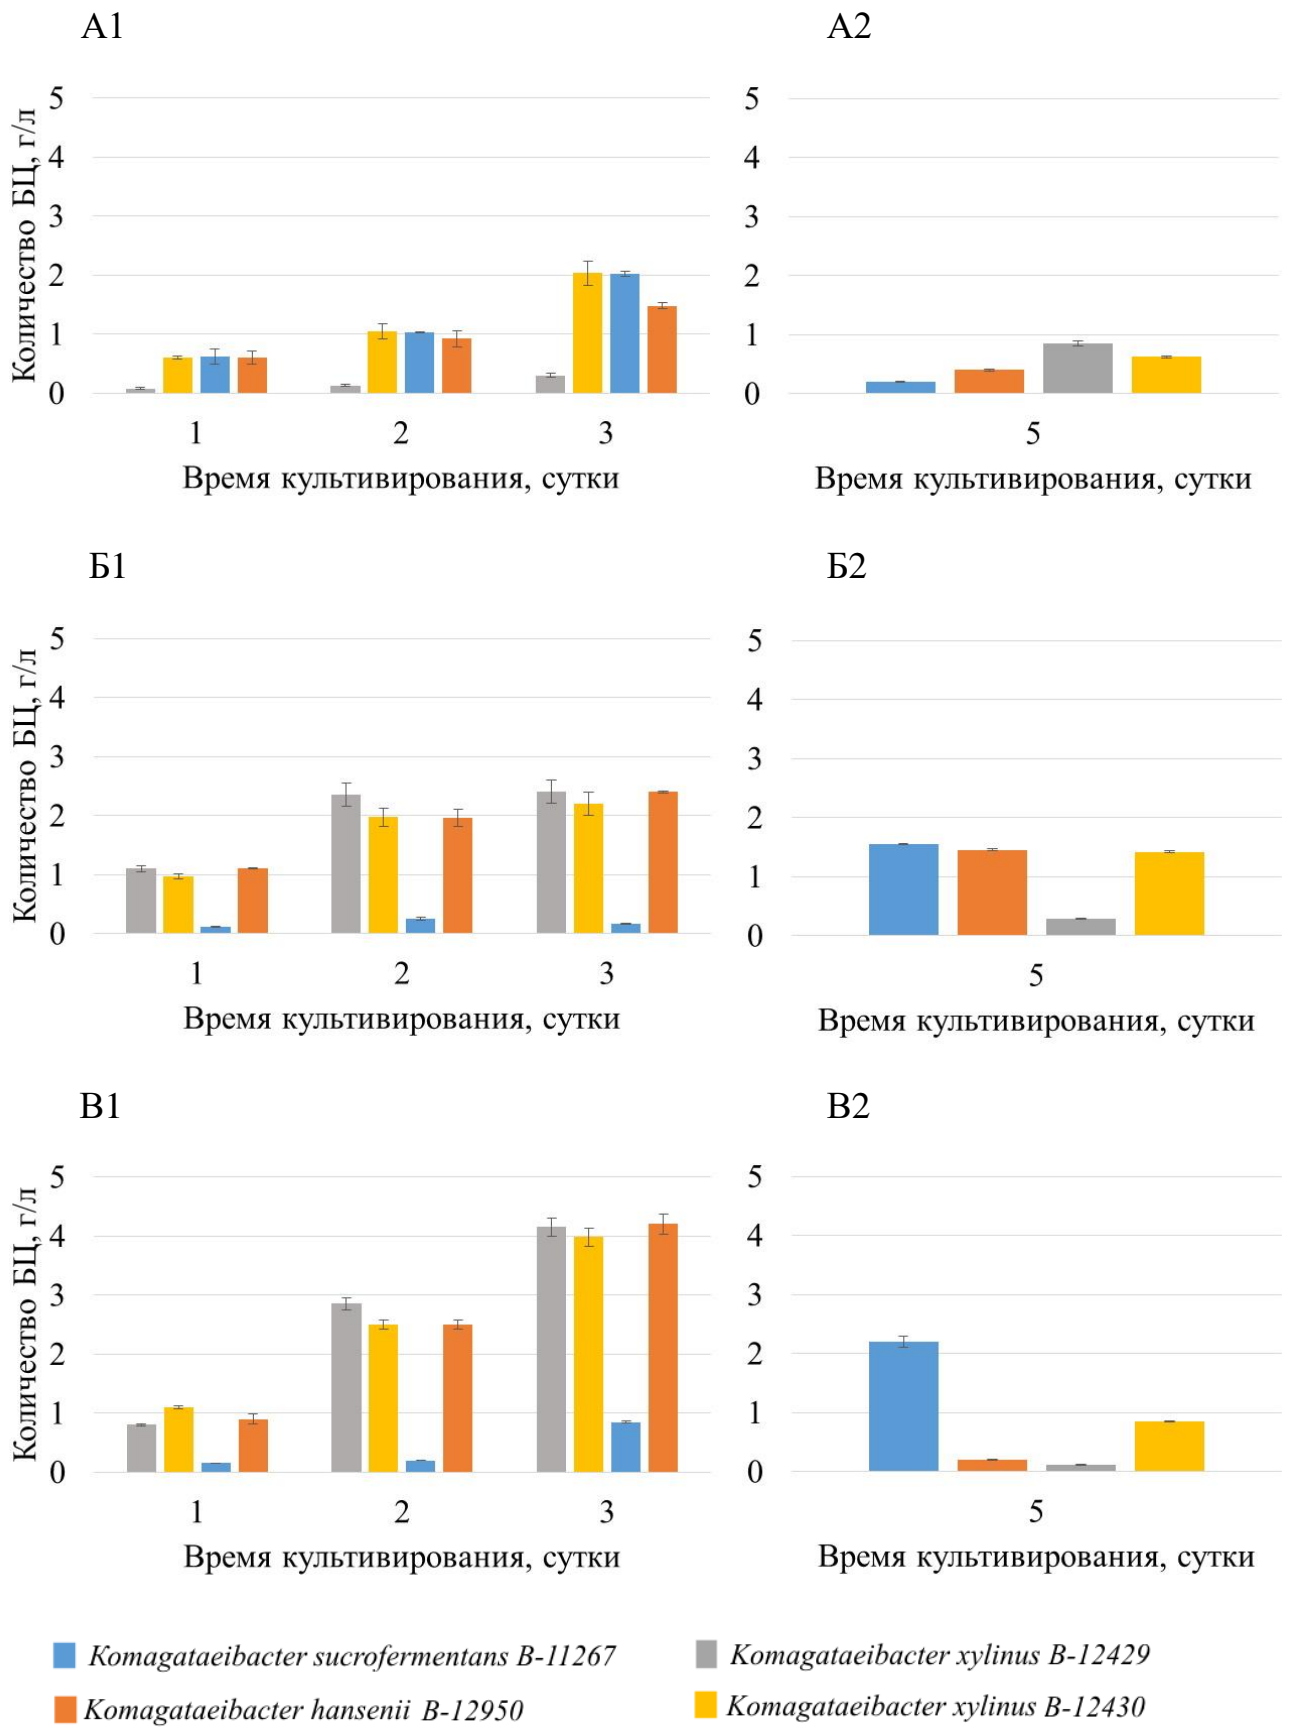 А1
А2
Количество БЦ, г/л
5
4
3
2
1
0
1 2 3
Время культивирования, сутки
5
4
3
2
1
0
5
Время культивирования, сутки
Б1
Б2
Количество БЦ, г/л
5
4
3
2
1
0
1 2 3
Время культивирования, сутки
5
4
3
2
1
0
5
Время культивирования, сутки
В1
В2
Количество БЦ, г/л
5
4
3
2
1
0
1 2 3
Время культивирования, сутки
5
4
3
2
1
0
5
Время культивирования, сутки
Komagataeibacter sucrofermentans B-11267
Komagataeibacter xylinus B-12429
Komagataeibacter hansenii B-12950
Komagataeibacter xylinus B-12430